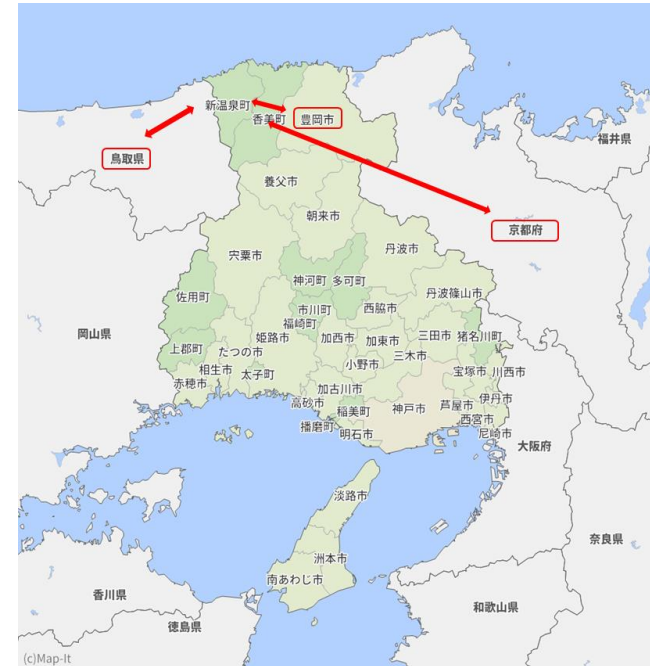 新温泉町
香美町
豊岡市
福井県
鳥取県
養父市
朝来市
京都府
丹波市
宍粟市
神河町
多可町
佐用町
丹波篠山市
市川町
西脇市
福崎町
岡山県
姫路市
加西市
加東市
三田市
猪名川町
上郡町
たつの市
三木市
相生市
太子町
小野市
宝塚市
川西市
赤穂市
加古川市
高砂市
稲美町
神戸市
芦屋市
伊丹市
西宮市
播磨町
明石市
尼崎市
大阪府
淡路市
奈良県
洲本市
南あわじ市
香川県
和歌山県
徳島県
(c)Map-It